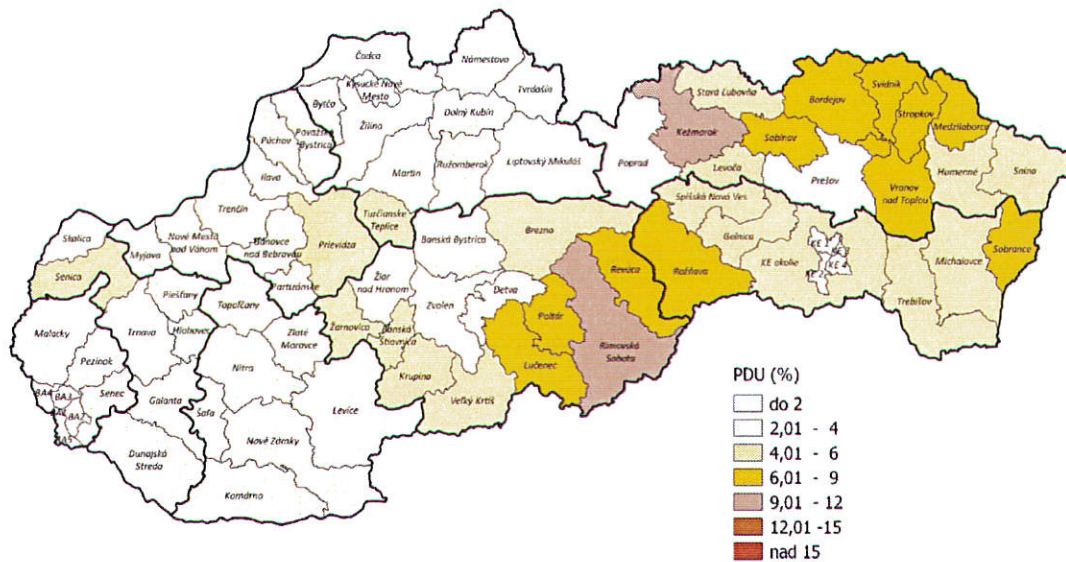 Čadca
Námestovo
Tvrdošín
Kysucké Nové
Mesto
Bytča
Dolný Kubín
Žilina
Považská
Bystrica
Púchov
Ilava
Martin
Ružomberok
Liptovský Mikuláš
Poprad
Kežmarok
Stará Ľubovňa
Sabinov
Levoča
Bardejov
Svidník
Stropkov
Medzilaborce
Prešov
Vranov
nad Topľou
Humenné
Snina
Spišská Nová Ves
Gelnica
KE okolie
KE 2
Michalovce
Sobrance
Trebišov
Rožňava
Revúca
Rimavská
Sobota
Poltár
Lučenec
Detva
Brezno
Banská Bystrica
Zvolen
Turčianske
Teplice
Prievidza
Trenčín
Bánovce
nad Bebravou
Partizánske
Žiar
nad Hronom
Žarnovica
Banská
Štiavnica
Krupina
Veľký Krtíš
Skalica
Senica
Myjava
Nové Mesto
nad Váhom
Piešťany
Topoľčany
Zlaté
Moravce
Malacky
Trnava
Hlohovec
Nitra
Pezinok
Senec
Galanta
Šaľa
Levice
Nové Zámky
Dunajská
Streda
Komárno
BA4
BA3
BA2
PDU (%)
do 2
2,01 - 4
4,01 - 6
6,01 - 9
9,01 - 12
12,01 -15
nad 15